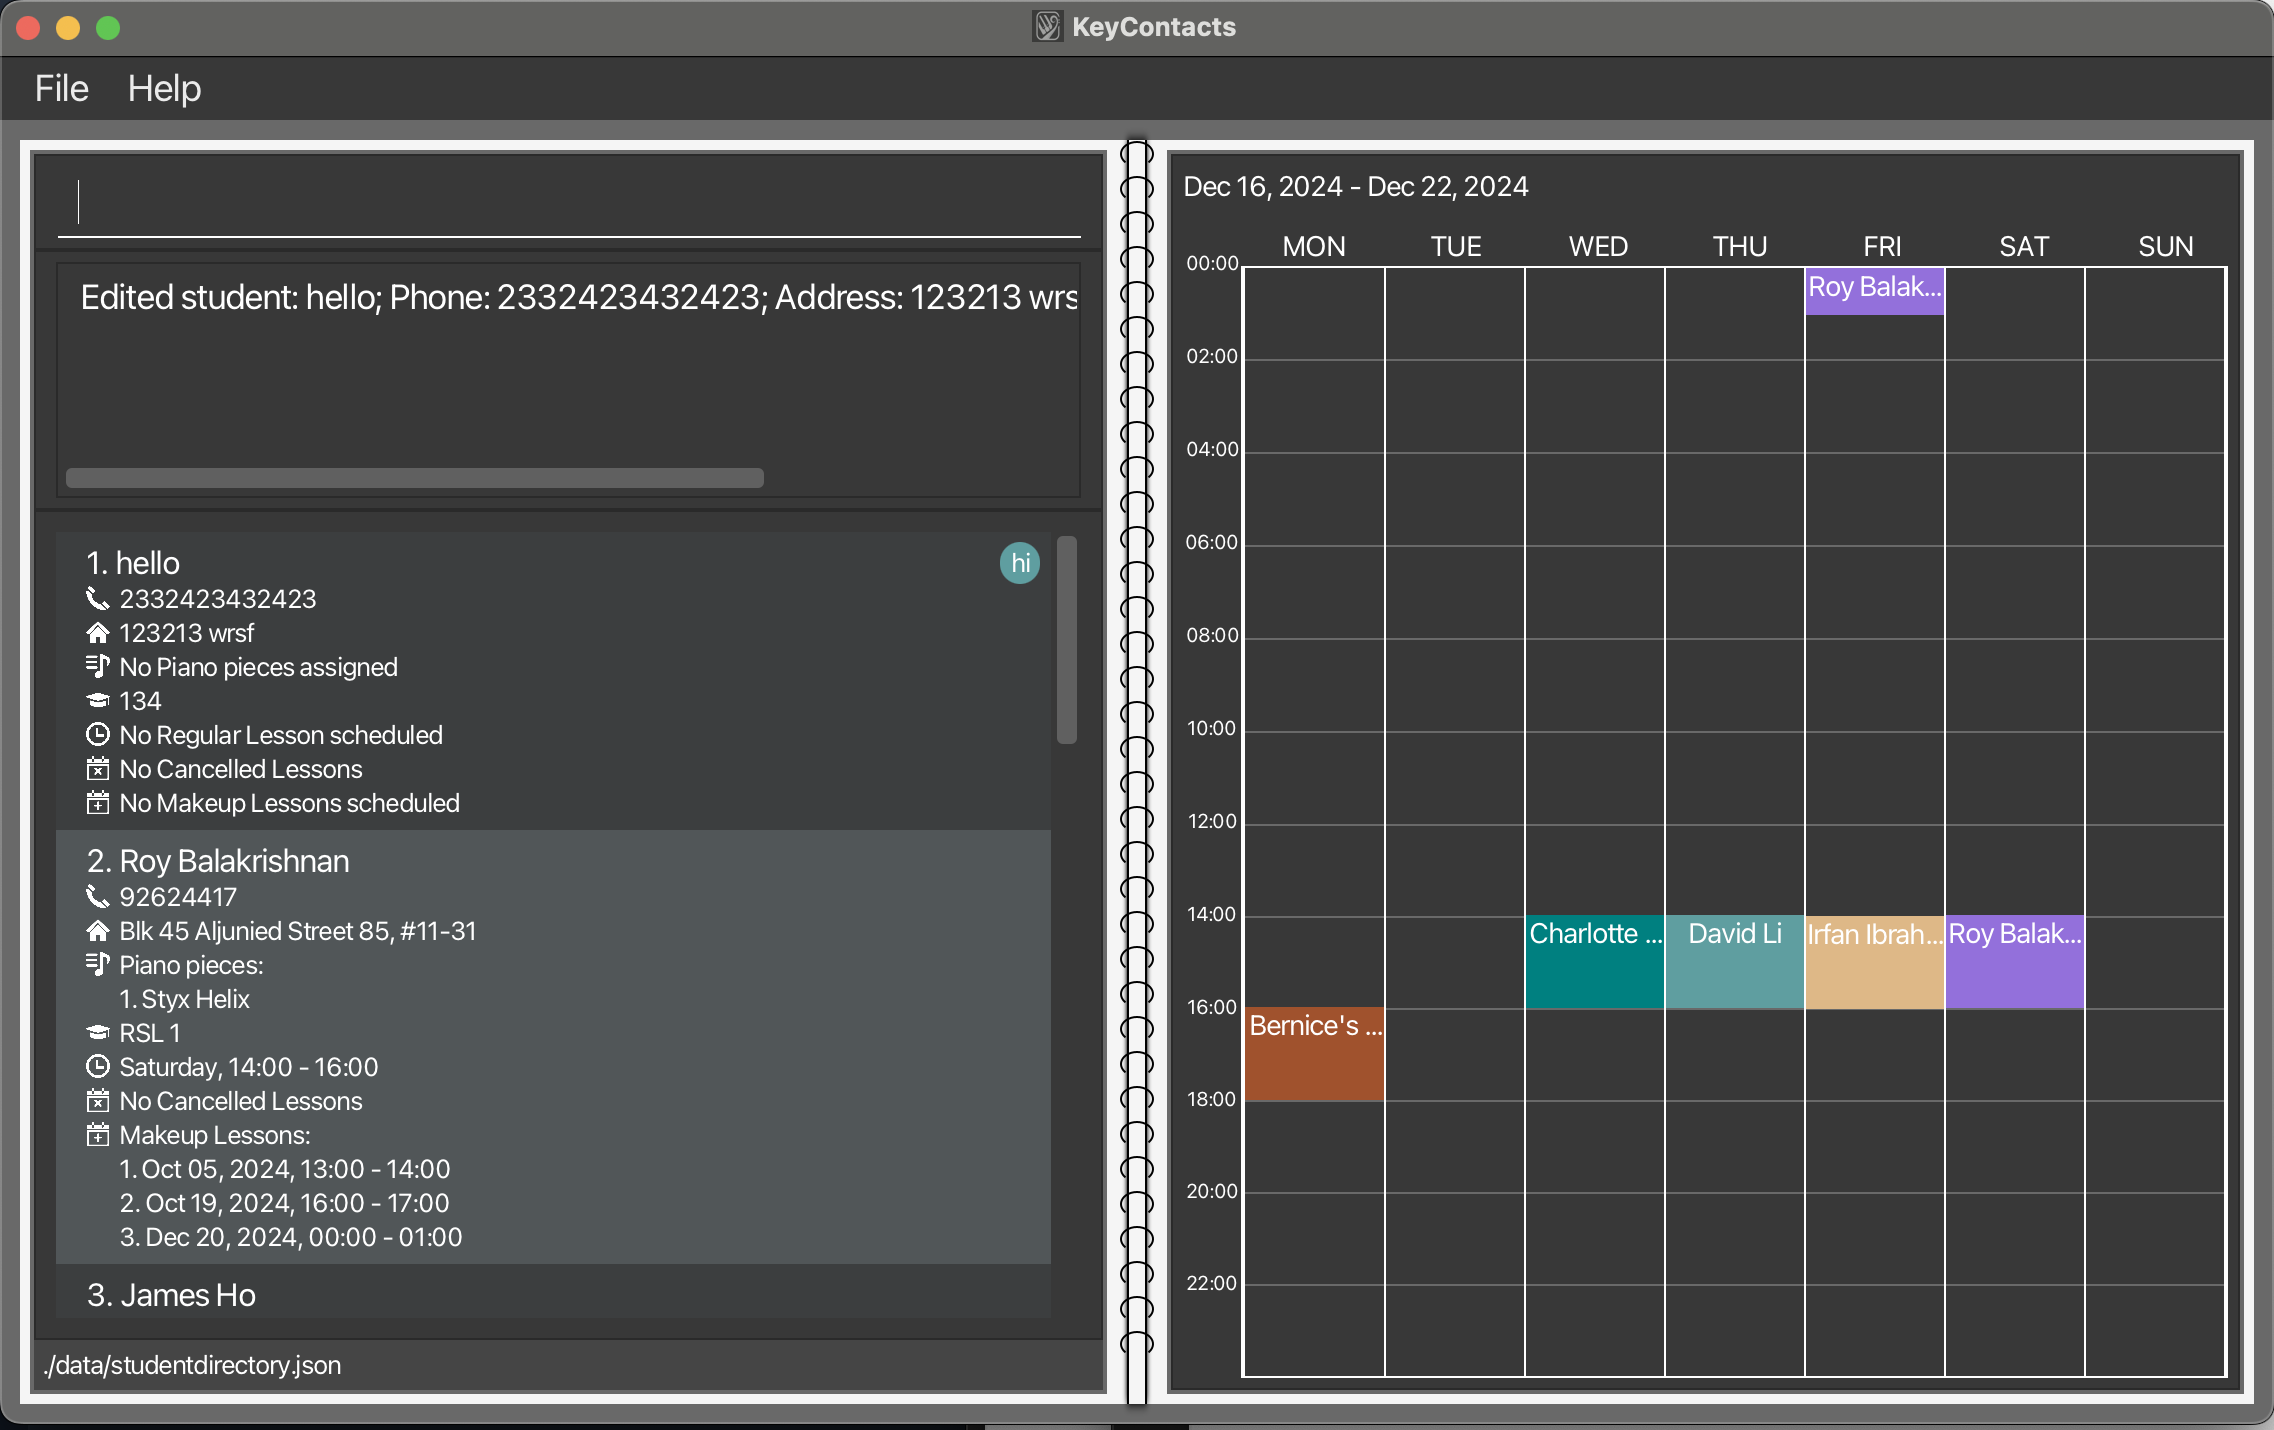 KeyContacts
File Help
Edited student: hello; Phone: 2332423432423; Address: 123213 wrs
1. hello
hi
2332423432423
123213 wrsf
No Piano pieces assigned
134
No Regular Lesson scheduled
No Cancelled Lessons
No Makeup Lessons scheduled
2. Roy Balakrishnan
92624417
Blk 45 Aljunied Street 85, #11-31
Piano pieces:
1. Styx Helix
RSL 1
Saturday, 14:00 - 16:00
No Cancelled Lessons
Makeup Lessons:
1. Oct 05, 2024, 13:00 - 14:00
2. Oct 19, 2024, 16:00 - 17:00
3. Dec 20, 2024, 00:00 - 01:00
3. James Ho
./data/studentdirectory.json
Dec 16, 2024 - Dec 22, 2024
MON TUE WED THU FRI SAT SUN
00:00
Roy Balak...
02:00
04:00
06:00
08:00
10:00
12:00
14:00
Charlotte ... David Li Irfan Ibrah... Roy Balak...
16:00
Bernice's ...
18:00
20:00
22:00